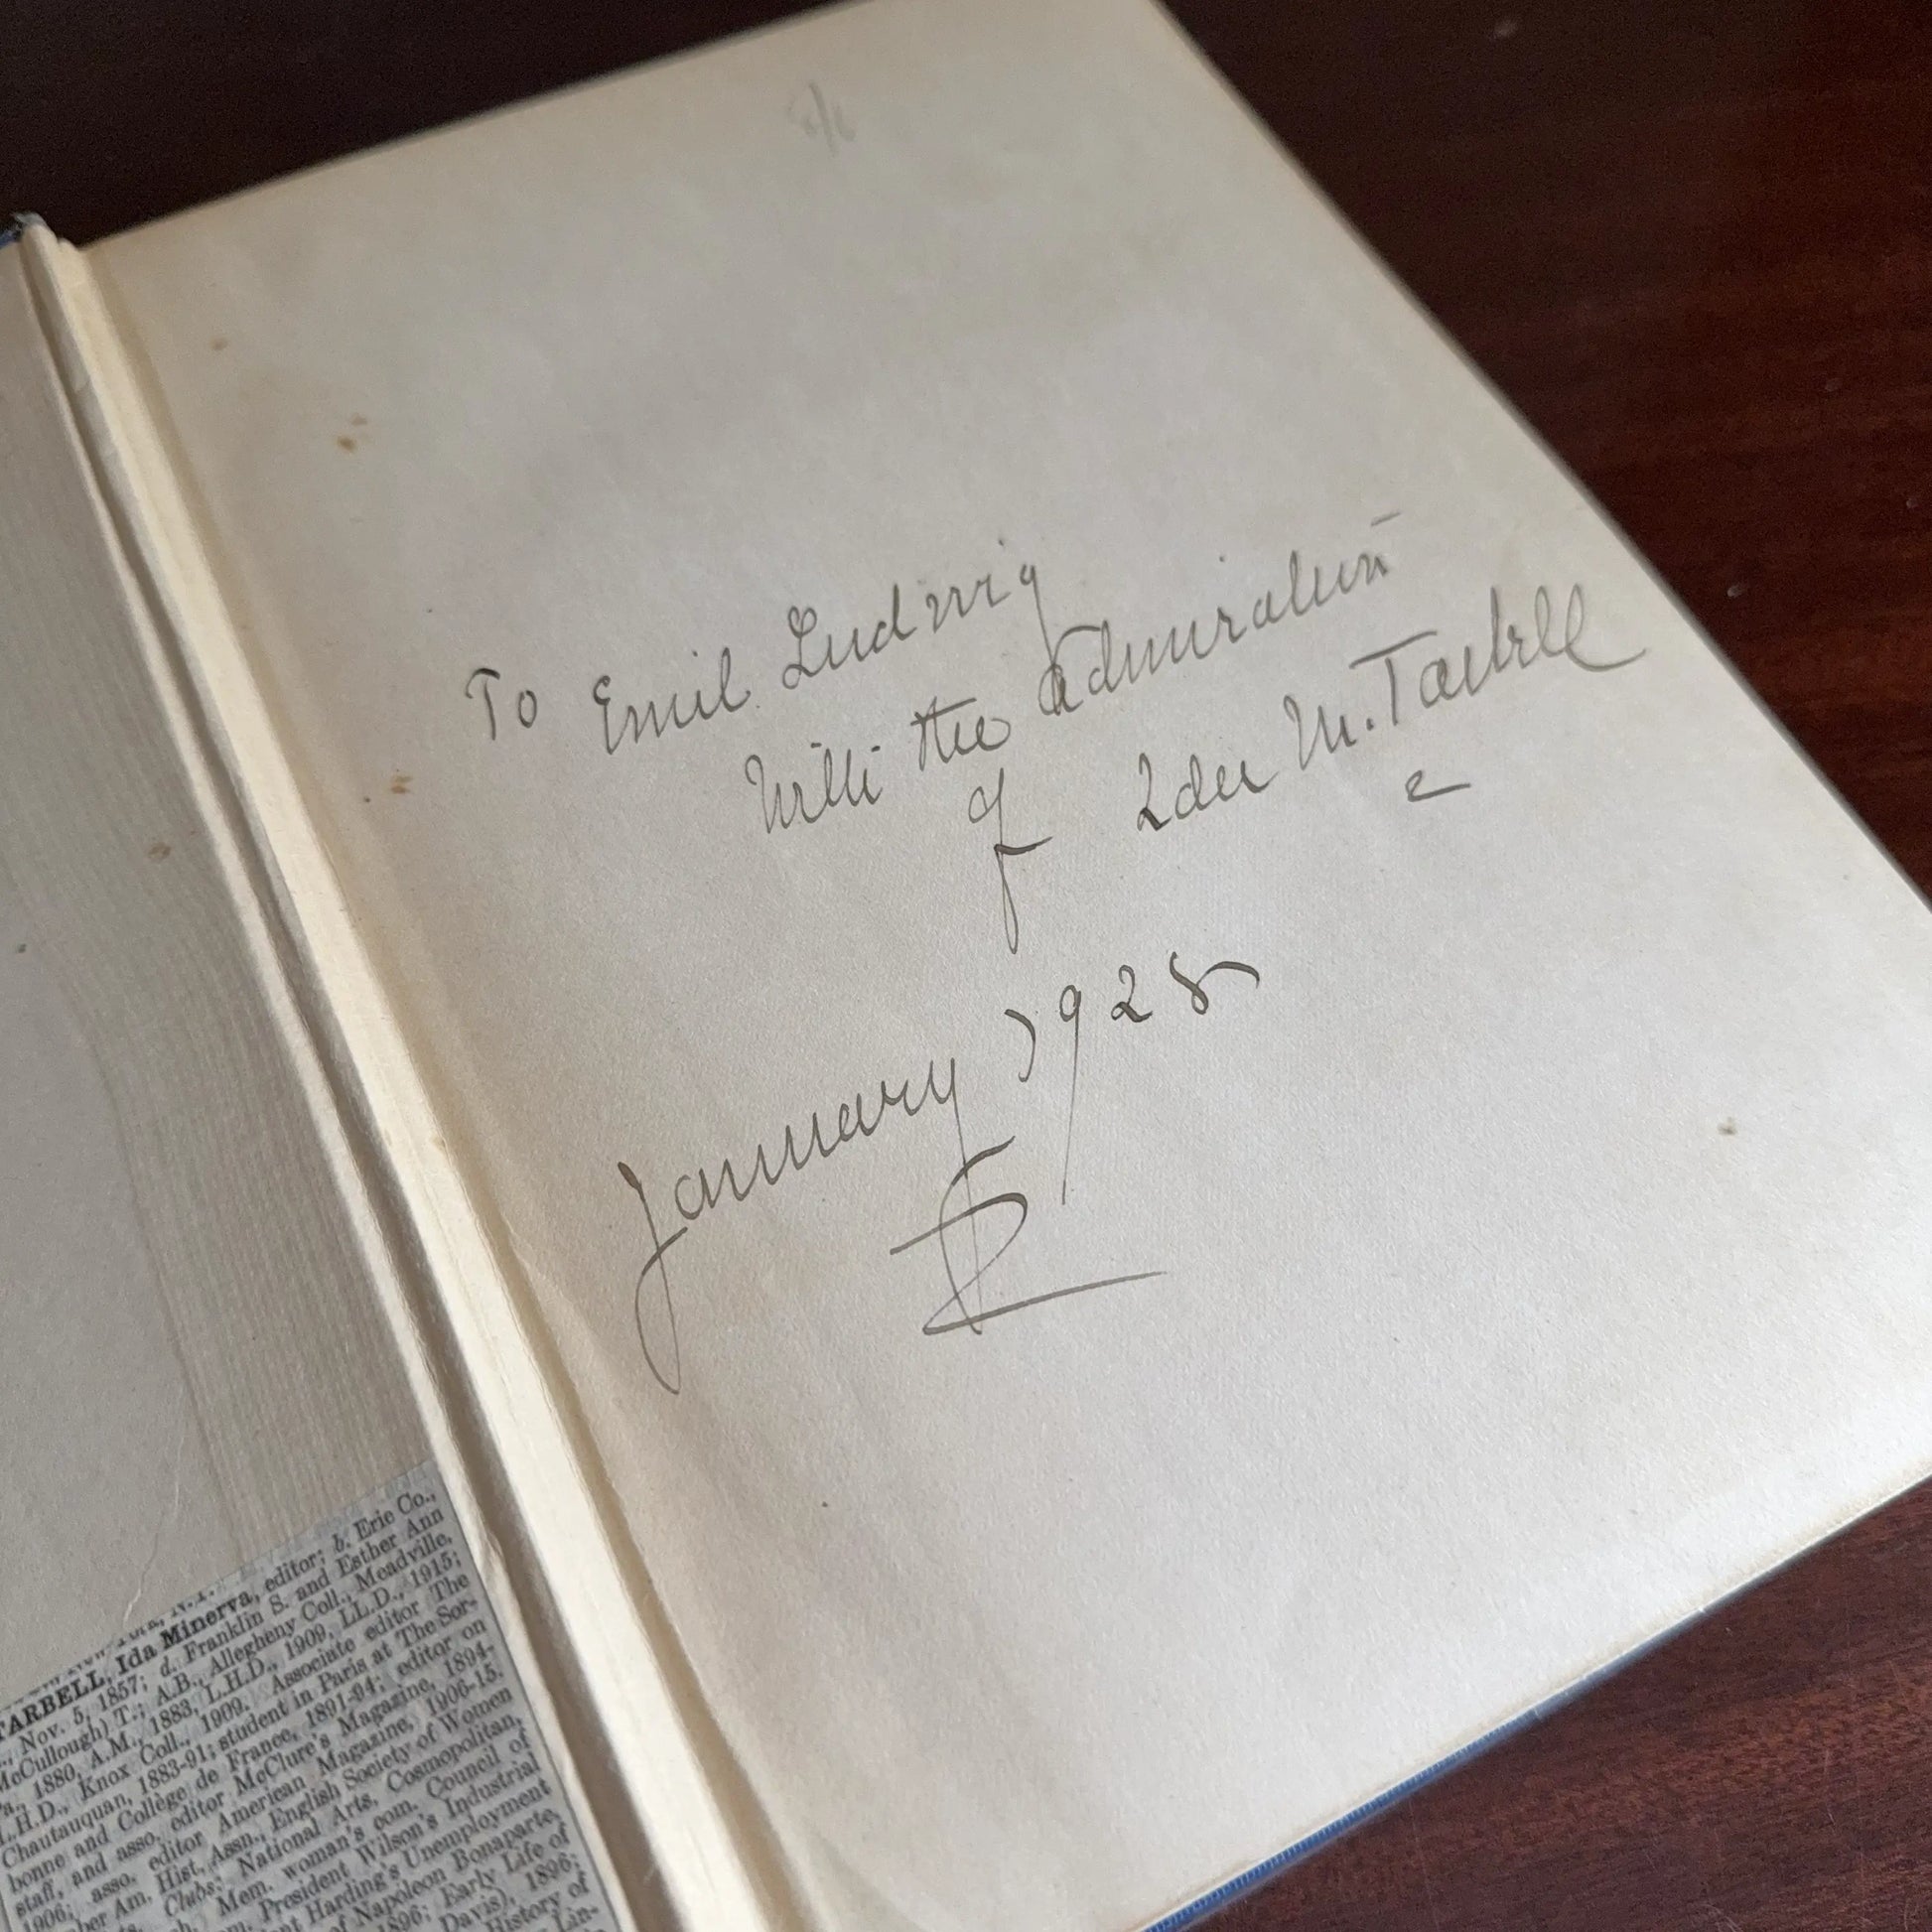 To Emil Ludwig
With the admiration
of Ida M. Tarbell
January 1928
TARBELL, Ida Minerva, editor; b. Erie Co.,
Nov. 5, 1857; d. Franklin S. and Esther Ann
McCullough) T.; A.B., Allegheny Coll., Meadville,
Pa., 1880, A.M., 1883, L.H.D., 1909, LL.D., 1915;
L.H.D., Knox Coll., 1909. Associate editor The
Chautauquan, 1883-91; student in Paris at The Sor-
bonne and Collège de France, 1891-94; editor on
staff, and asso. editor McClure's Magazine, 1894-
1906; asso. editor American Magazine, 1906-15.
Am. Hist. Assn., English Society of Women
Clubs: National Arts, Cosmopolitan,
Mem. woman's com. Council of
President Wilson's Industrial
Harding's Unemployment
of Napoleon Bonaparte,
1896; Early Life of
Davis), 1896;
History of
Lin-